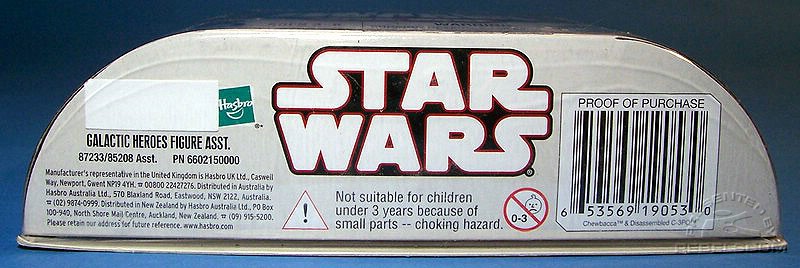 STAR
WARS
Hasbro
GALACTIC HEROES FIGURE ASST.
87233/85208 Asst. PN 6602150000
Manufacturer's representative in the United Kingdom is Hasbro UK Ltd., Caswell
Way, Newport, Gwent NP19 4YH. ☎ 00800 22427276. Distributed in Australia by
Hasbro Australia Ltd., 570 Blaxland Road, Eastwood, NSW 2122, Australia.
☎ (02) 9874-0999. Distributed in New Zealand by Hasbro Australia Ltd., PO Box
100-940, North Shore Mail Centre, Auckland, New Zealand. ☎ (09) 915-5200.
Please retain our address for future reference. www.hasbro.com
Not suitable for children
under 3 years because of
small parts -- choking hazard.
0-3
PROOF OF PURCHASE
6 53569 19053 0
Chewbacca™ & Disassembled C-3PO™
REBELS